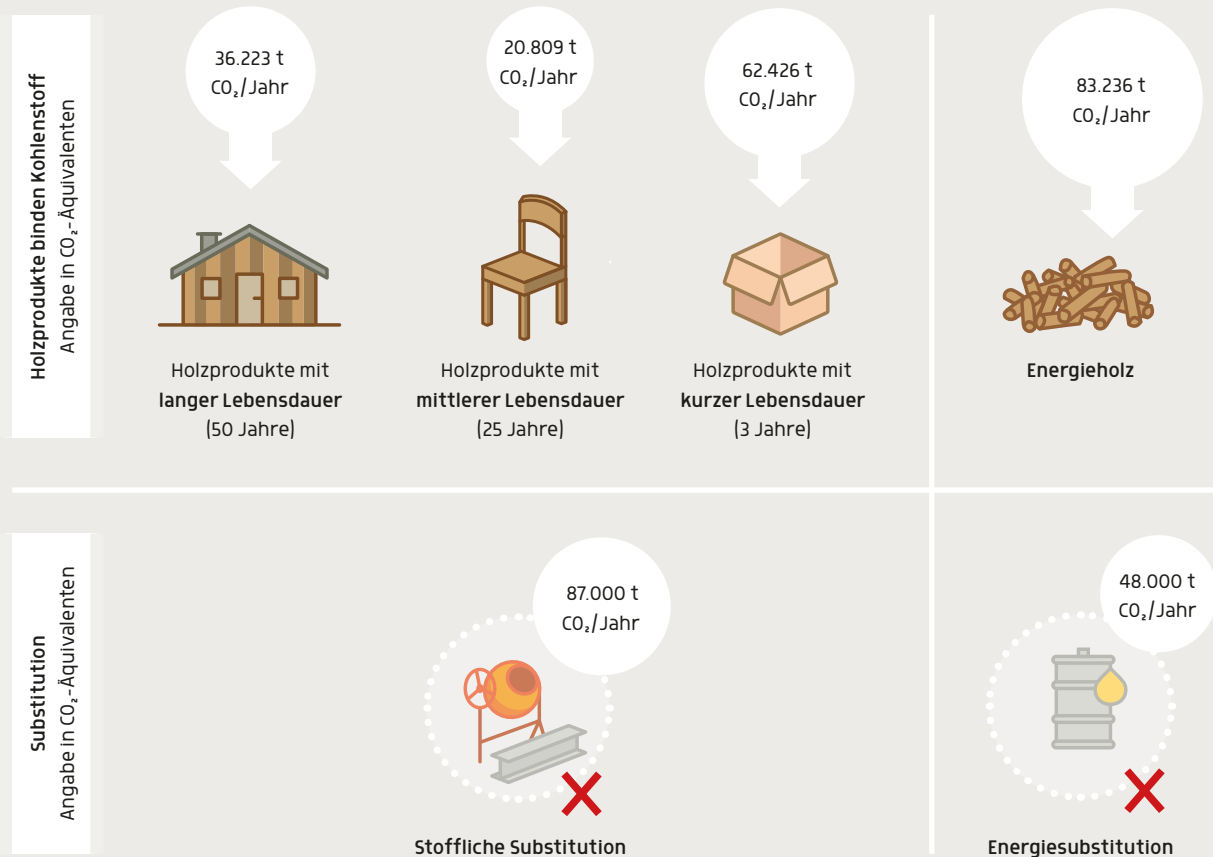 Holzprodukte binden Kohlenstoff
Angabe in CO₂-Äquivalenten
36.223 t
CO₂/Jahr
20.809 t
CO₂/Jahr
62.426 t
CO₂/Jahr
83.236 t
CO₂/Jahr
Holzprodukte mit
langer Lebensdauer
(50 Jahre)
Holzprodukte mit
mittlerer Lebensdauer
(25 Jahre)
Holzprodukte mit
kurzer Lebensdauer
(3 Jahre)
Energieholz
Substitution
Angabe in CO₂-Äquivalenten
87.000 t
CO₂/Jahr
48.000 t
CO₂/Jahr
Stoffliche Substitution
Energiesubstitution